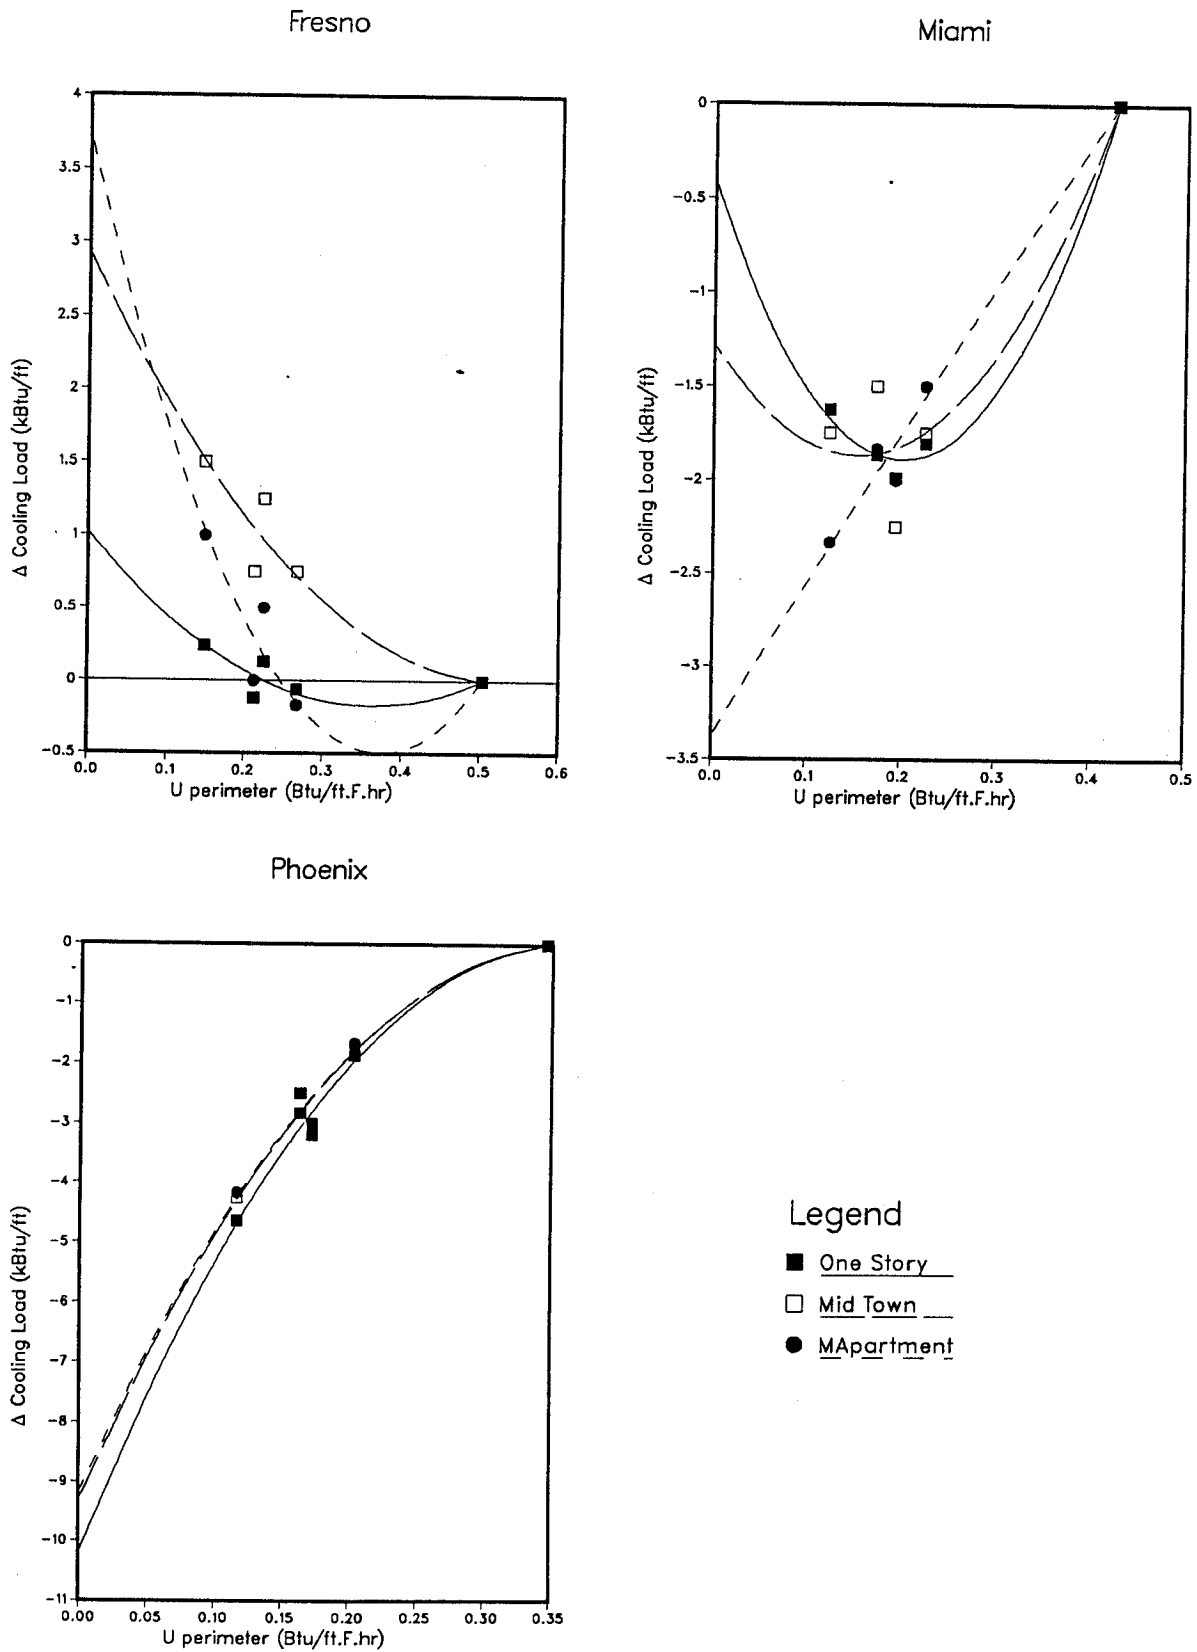 Fresno
4
3.5
3
2.5
2
1.5
1
0.5
0
−0.5
0.0 0.1 0.2 0.3 0.4 0.5 0.6
Δ Cooling Load (kBtu/ft)
U perimeter (Btu/ft.F.hr)
Miami
0
−0.5
−1
−1.5
−2
−2.5
−3
−3.5
0.0 0.1 0.2 0.3 0.4 0.5
Δ Cooling Load (kBtu/ft)
U perimeter (Btu/ft.F.hr)
Phoenix
0
−1
−2
−3
−4
−5
−6
−7
−8
−9
−10
−11
0.00 0.05 0.10 0.15 0.20 0.25 0.30 0.35
Δ Cooling Load (kBtu/ft)
U perimeter (Btu/ft.F.hr)
Legend
One Story
Mid Town
MApartment